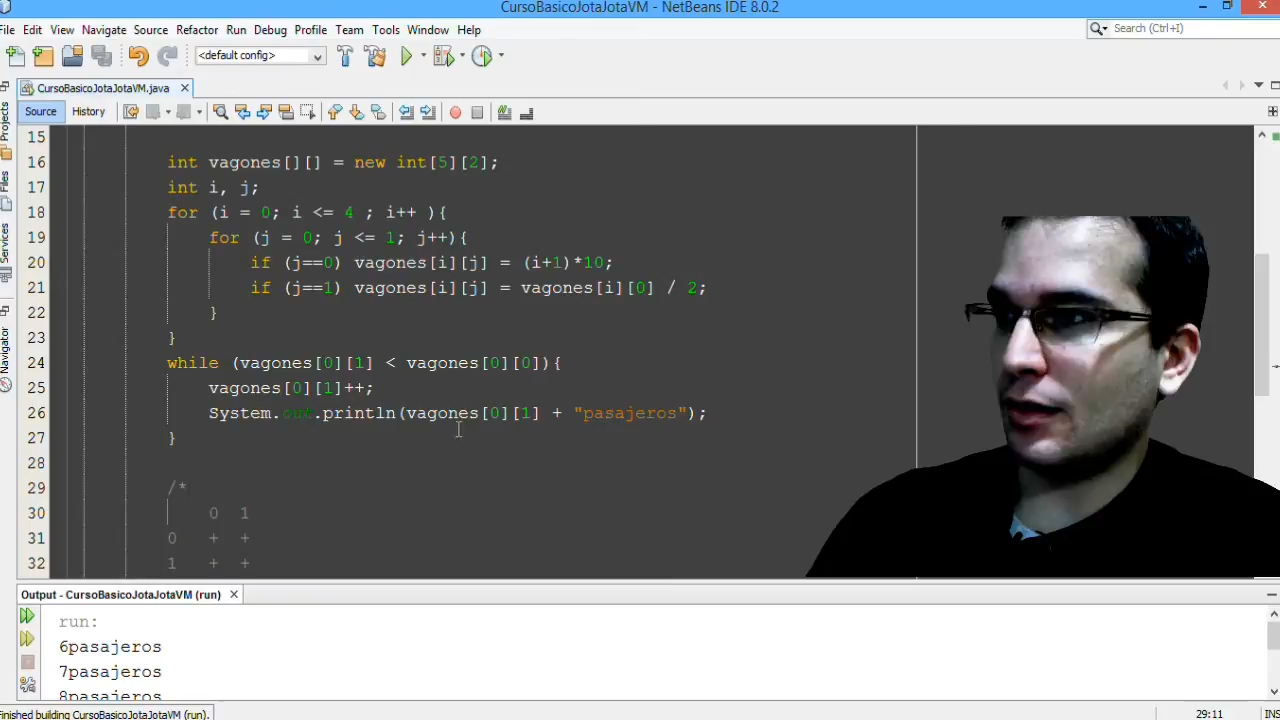 CursoBasicoJotaJotaVM - NetBeans IDE 8.0.2
File Edit View Navigate Source Refactor Run Debug Profile Team Tools Window Help
Search (Ctrl+I)
<default config>
CursoBasicoJotaJotaVM.java
Source History
Projects
Files
Services
Navigator
15
16 int vagones[][] = new int[5][2];
17 int i, j;
18 for (i = 0; i <= 4 ; i++ ){
19 for (j = 0; j <= 1; j++){
20 if (j==0) vagones[i][j] = (i+1)*10;
21 if (j==1) vagones[i][j] = vagones[i][0] / 2;
22 }
23 }
24 while (vagones[0][1] < vagones[0][0]){
25 vagones[0][1]++;
26 System.out.println(vagones[0][1] + "pasajeros");
27 }
28
29 /*
30 0 1
31 0 + +
32 1 + +
Output - CursoBasicoJotaJotaVM (run)
run:
6pasajeros
7pasajeros
8pasajeros
Finished building CursoBasicoJotaJotaVM (run).
29:11
INS